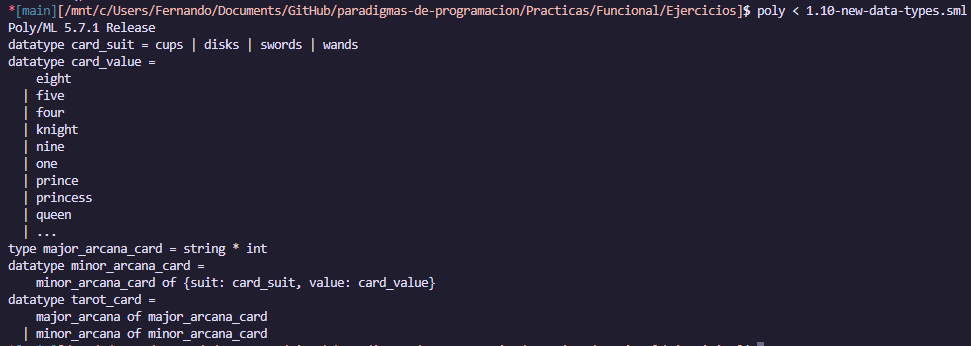 *[main][/mnt/c/Users/Fernando/Documents/GitHub/paradigmas-de-programacion/Practicas/Funcional/Ejercicios]$ poly < 1.10-new-data-types.sml
Poly/ML 5.7.1 Release
datatype card_suit = cups | disks | swords | wands
datatype card_value =
    eight
  | five
  | four
  | knight
  | nine
  | one
  | prince
  | princess
  | queen
  | ...
type major_arcana_card = string * int
datatype minor_arcana_card =
    minor_arcana_card of {suit: card_suit, value: card_value}
datatype tarot_card =
    major_arcana of major_arcana_card
  | minor_arcana of minor_arcana_card